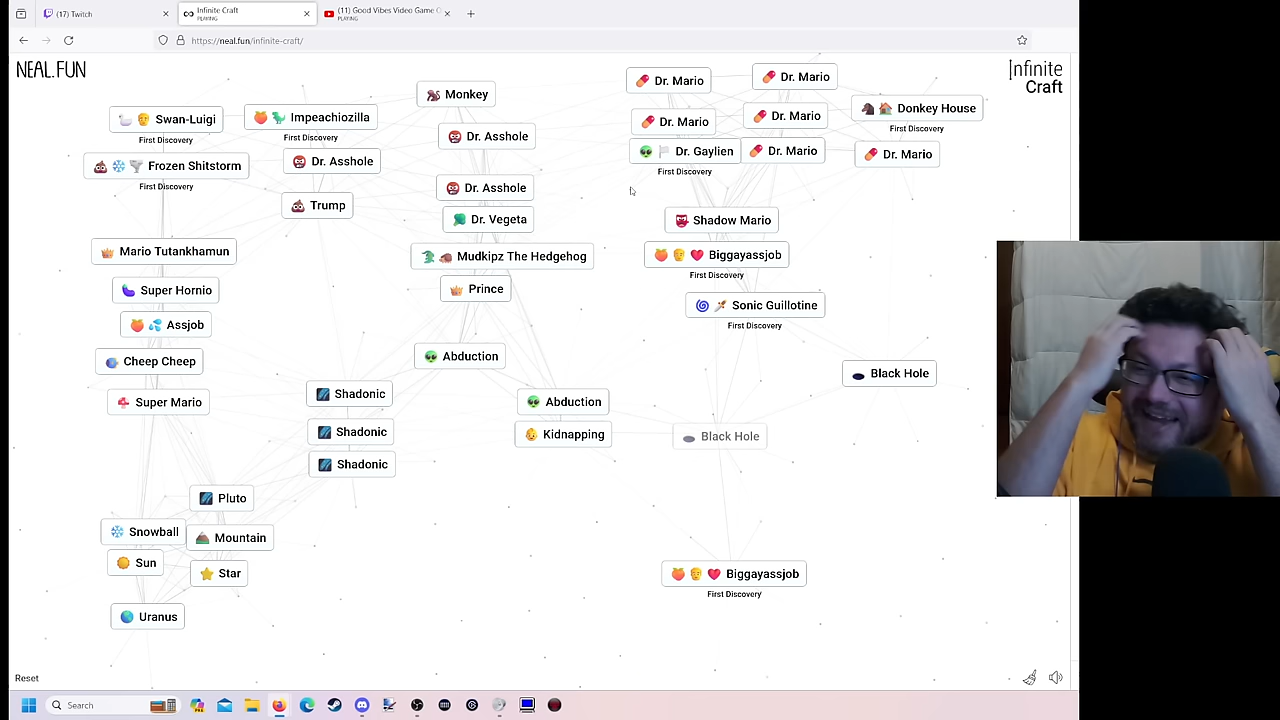 (17) Twitch
Infinite Craft
PLAYING
(11) Good Vibes Video Game
PLAYING
https://neal.fun/infinite-craft/
NEAL.FUN
Infinite
Craft
Monkey
Dr. Mario
Dr. Mario
Swan-Luigi
First Discovery
Impeachiozilla
First Discovery
Donkey House
First Discovery
Dr. Asshole
Dr. Mario
Dr. Mario
Frozen Shitstorm
First Discovery
Dr. Asshole
Dr. Gaylien
First Discovery
Dr. Mario
Dr. Mario
Dr. Asshole
Trump
Dr. Vegeta
Shadow Mario
Mario Tutankhamun
Mudkipz The Hedgehog
Biggayassjob
First Discovery
Super Hornio
Prince
Sonic Guillotine
First Discovery
Assjob
Cheep Cheep
Abduction
Black Hole
Super Mario
Shadonic
Abduction
Shadonic
Kidnapping
Black Hole
Shadonic
Pluto
Snowball
Mountain
Sun
Star
Biggayassjob
First Discovery
Uranus
Reset
Search